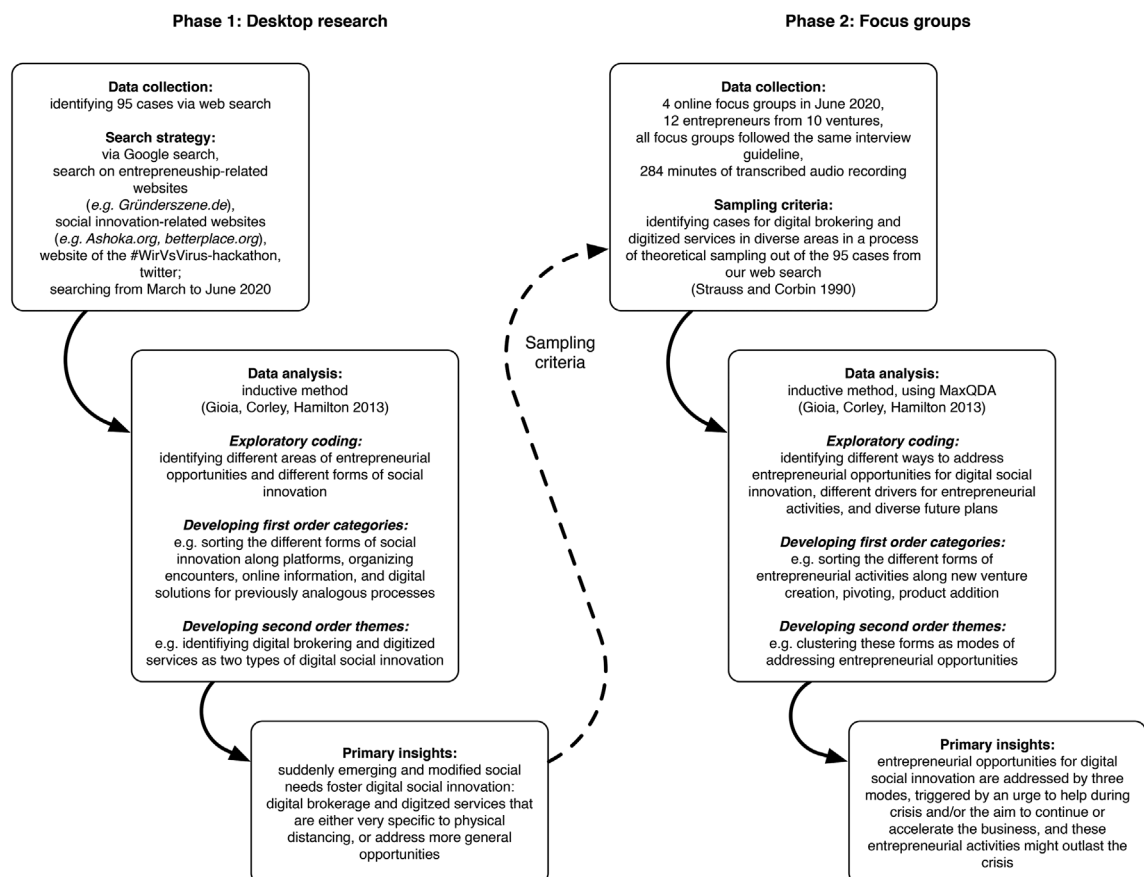 Phase 1: Desktop research
Data collection:
identifying 95 cases via web search
Search strategy:
via Google search,
search on entrepreneuship-related
websites
(e.g. Gründerszene.de),
social innovation-related websites
(e.g. Ashoka.org, betterplace.org),
website of the #WirVsVirus-hackathon,
twitter;
searching from March to June 2020
Data analysis:
inductive method
(Gioia, Corley, Hamilton 2013)
Exploratory coding:
identifying different areas of entrepreneurial
opportunities and different forms of social
innovation
Developing first order categories:
e.g. sorting the different forms of social
innovation along platforms, organizing
encounters, online information, and digital
solutions for previously analogous processes
Developing second order themes:
e.g. identifiying digital brokering and digitized
services as two types of digital social innovation
Primary insights:
suddenly emerging and modified social
needs foster digital social innovation:
digital brokerage and digitzed services that
are either very specific to physical
distancing, or address more general
opportunities
Sampling
criteria
Phase 2: Focus groups
Data collection:
4 online focus groups in June 2020,
12 entrepreneurs from 10 ventures,
all focus groups followed the same interview
guideline,
284 minutes of transcribed audio recording
Sampling criteria:
identifying cases for digital brokering and
digitized services in diverse areas in a process
of theoretical sampling out of the 95 cases from
our web search
(Strauss and Corbin 1990)
Data analysis:
inductive method, using MaxQDA
(Gioia, Corley, Hamilton 2013)
Exploratory coding:
identifying different ways to address
entrepreneurial opportunities for digital social
innovation, different drivers for entrepreneurial
activities, and diverse future plans
Developing first order categories:
e.g. sorting the different forms of
entrepreneurial activities along new venture
creation, pivoting, product addition
Developing second order themes:
e.g. clustering these forms as modes of
addressing entrepreneurial opportunities
Primary insights:
entrepreneurial opportunities for digital
social innovation are addressed by three
modes, triggered by an urge to help during
crisis and/or the aim to continue or
accelerate the business, and these
entrepreneurial activities might outlast the
crisis